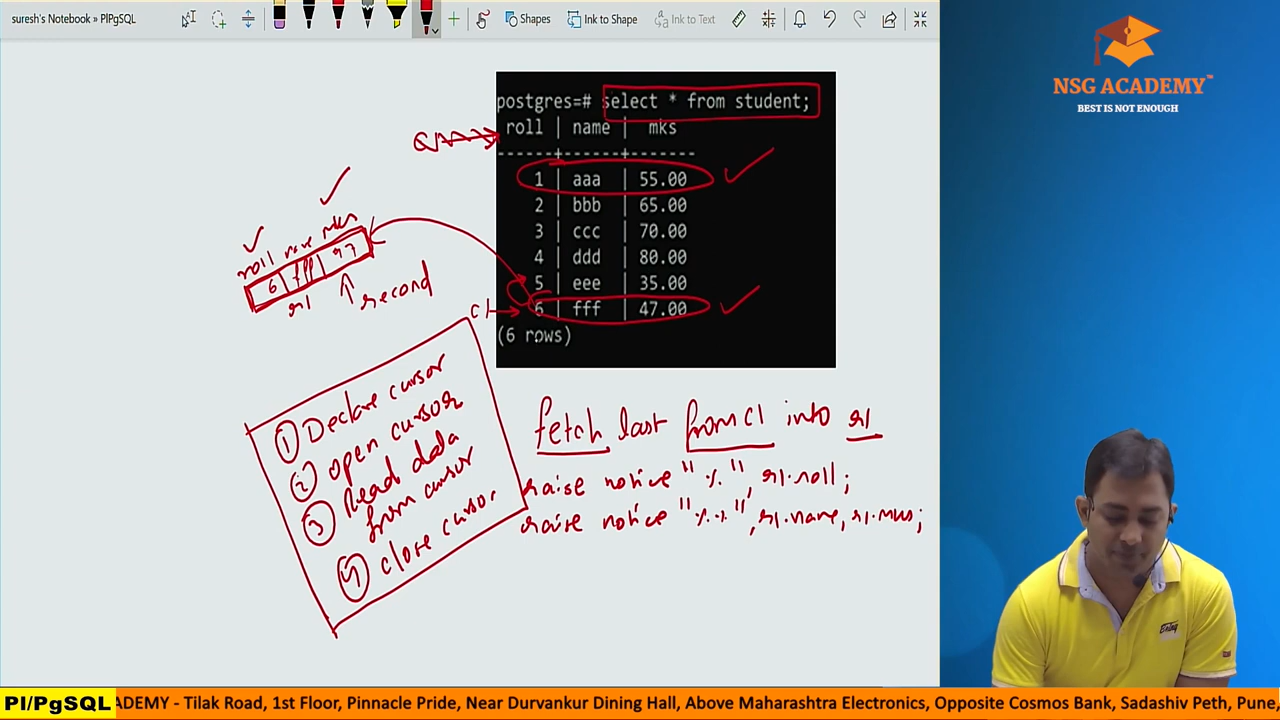 suresh's Notebook » PlPgSQL
Shapes
Ink to Shape
Ink to Text
NSG ACADEMY™
BEST IS NOT ENOUGH
postgres=# select * from student;
roll | name | mks
------+------+-------
1 | aaa | 55.00
2 | bbb | 65.00
3 | ccc | 70.00
4 | ddd | 80.00
5 | eee | 35.00
6 | fff | 47.00
(6 rows)
roll name mks
6 fff 47
r1
record
c1
① Declare cursor
② open cursor
③ Read data
from cursor
④ close cursor
fetch last from c1 into r1
raise notice "%", r1.roll;
raise notice "%%", r1.name, r1.mks;
Pl/PgSQL
ADEMY - Tilak Road, 1st Floor, Pinnacle Pride, Near Durvankur Dining Hall, Above Maharashtra Electronics, Opposite Cosmos Bank, Sadashiv Peth, Pune,